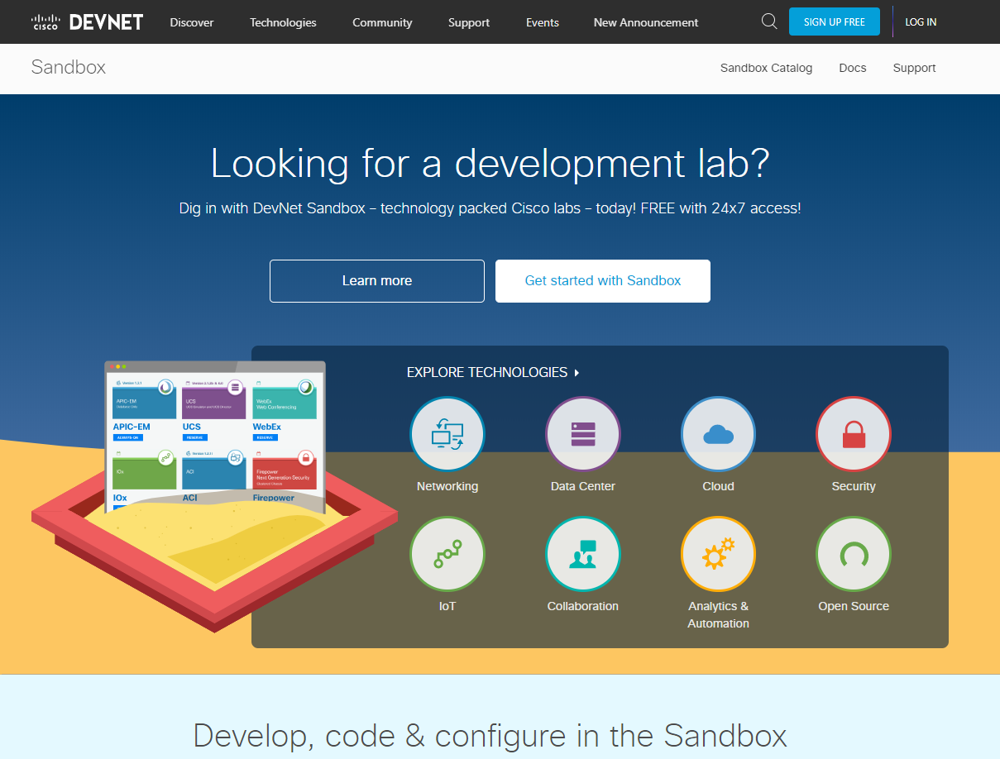 cisco DEVNET Discover Technologies Community Support Events New Announcement SIGN UP FREE LOG IN
Sandbox Sandbox Catalog Docs Support
Looking for a development lab?
Dig in with DevNet Sandbox – technology packed Cisco labs – today! FREE with 24x7 access!
Learn more Get started with Sandbox
EXPLORE TECHNOLOGIES
APIC-EM UCS WebEx
Web Conferencing
APIC-EM UCS WebEx
ALWAYS-ON RESERVE RESERVE
IOx ACI Firepower
Next Generation Security
IOx ACI Firepower
Networking Data Center Cloud Security
IoT Collaboration Analytics & Open Source
Automation
Develop, code & configure in the Sandbox